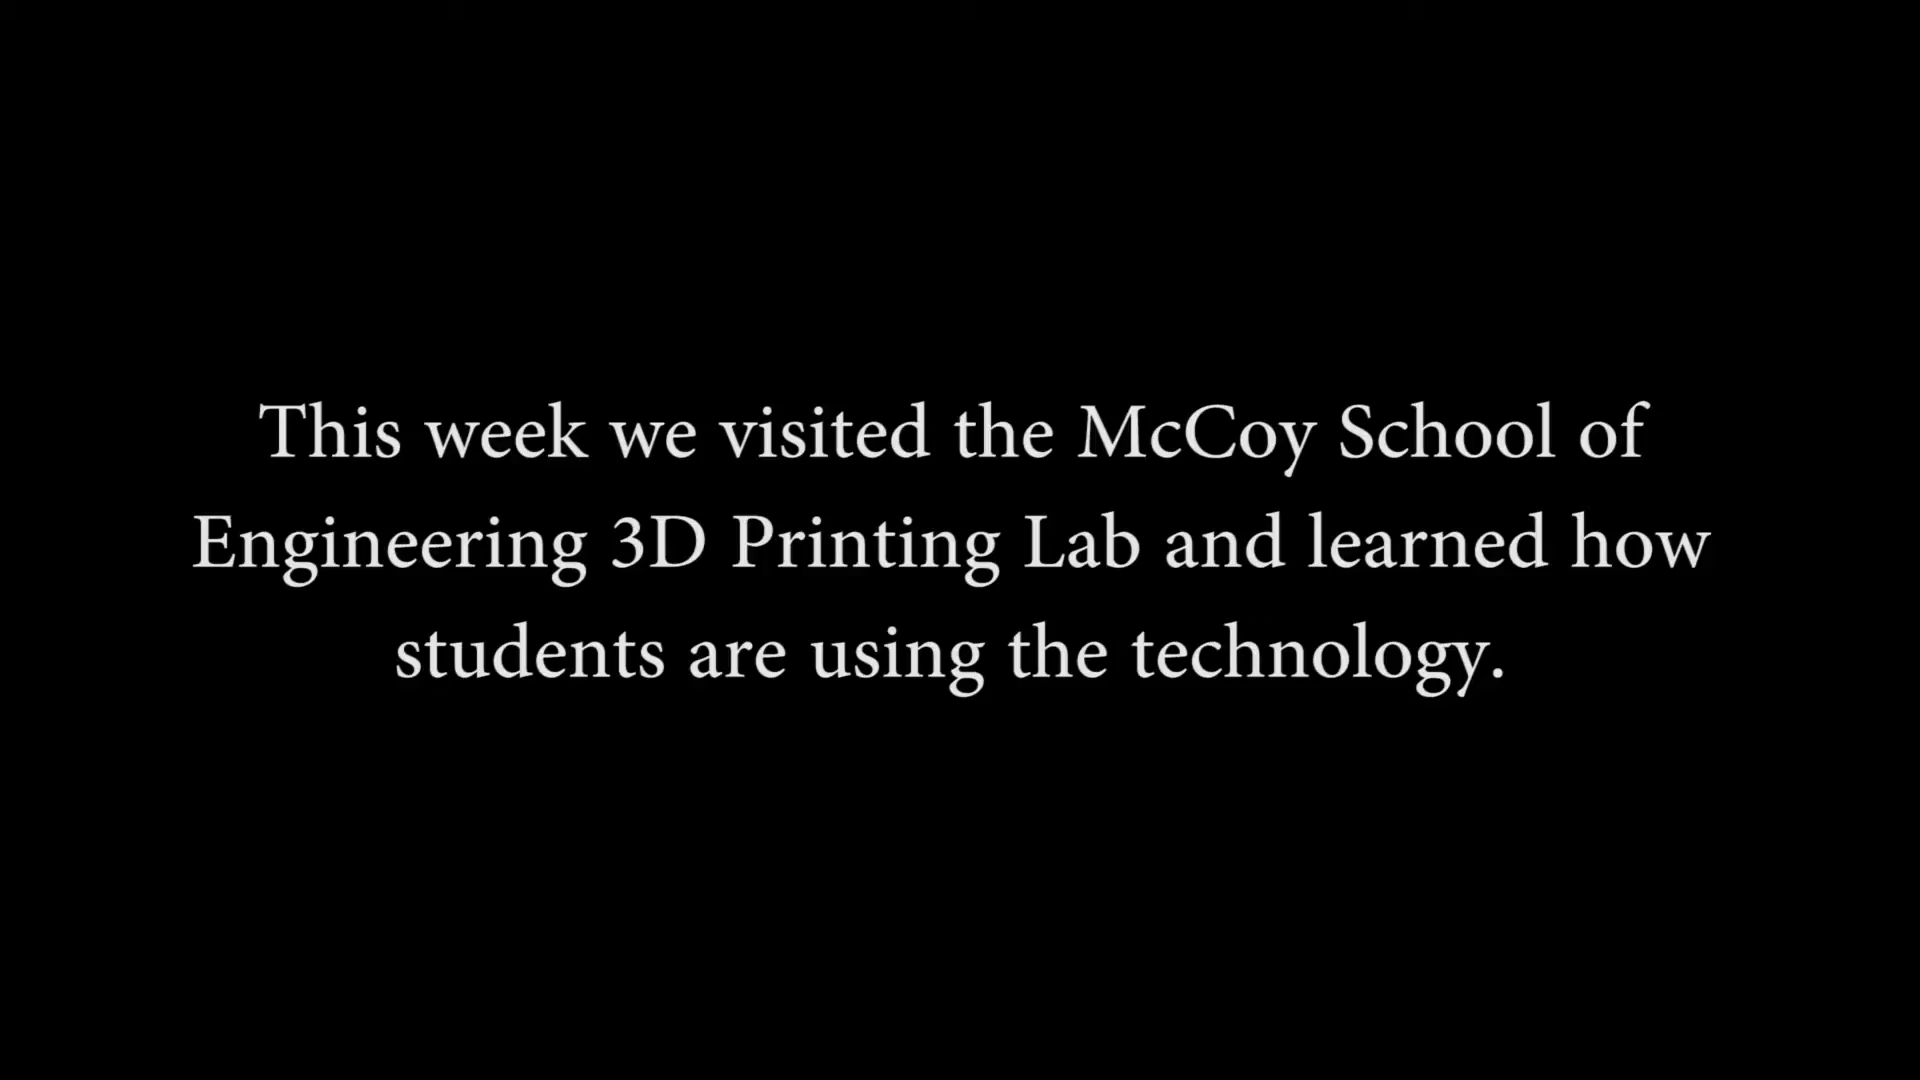 This week we visited the McCoy School of
Engineering 3D Printing Lab and learned how
students are using the technology.